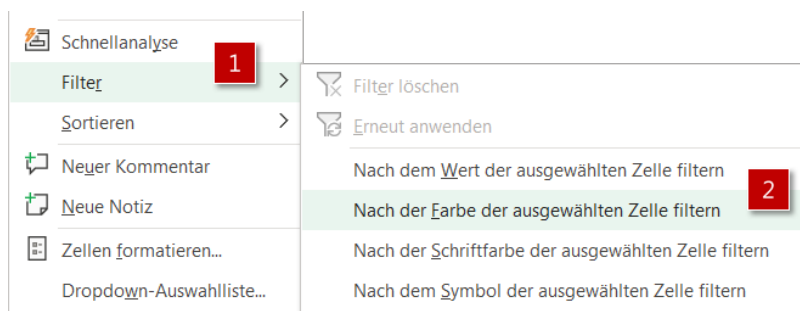 Schnellanalyse
1
Filter
Sortieren
Neuer Kommentar
Neue Notiz
Zellen formatieren...
Dropdown-Auswahlliste...
Filter löschen
Erneut anwenden
Nach dem Wert der ausgewählten Zelle filtern
2
Nach der Farbe der ausgewählten Zelle filtern
Nach der Schriftfarbe der ausgewählten Zelle filtern
Nach dem Symbol der ausgewählten Zelle filtern